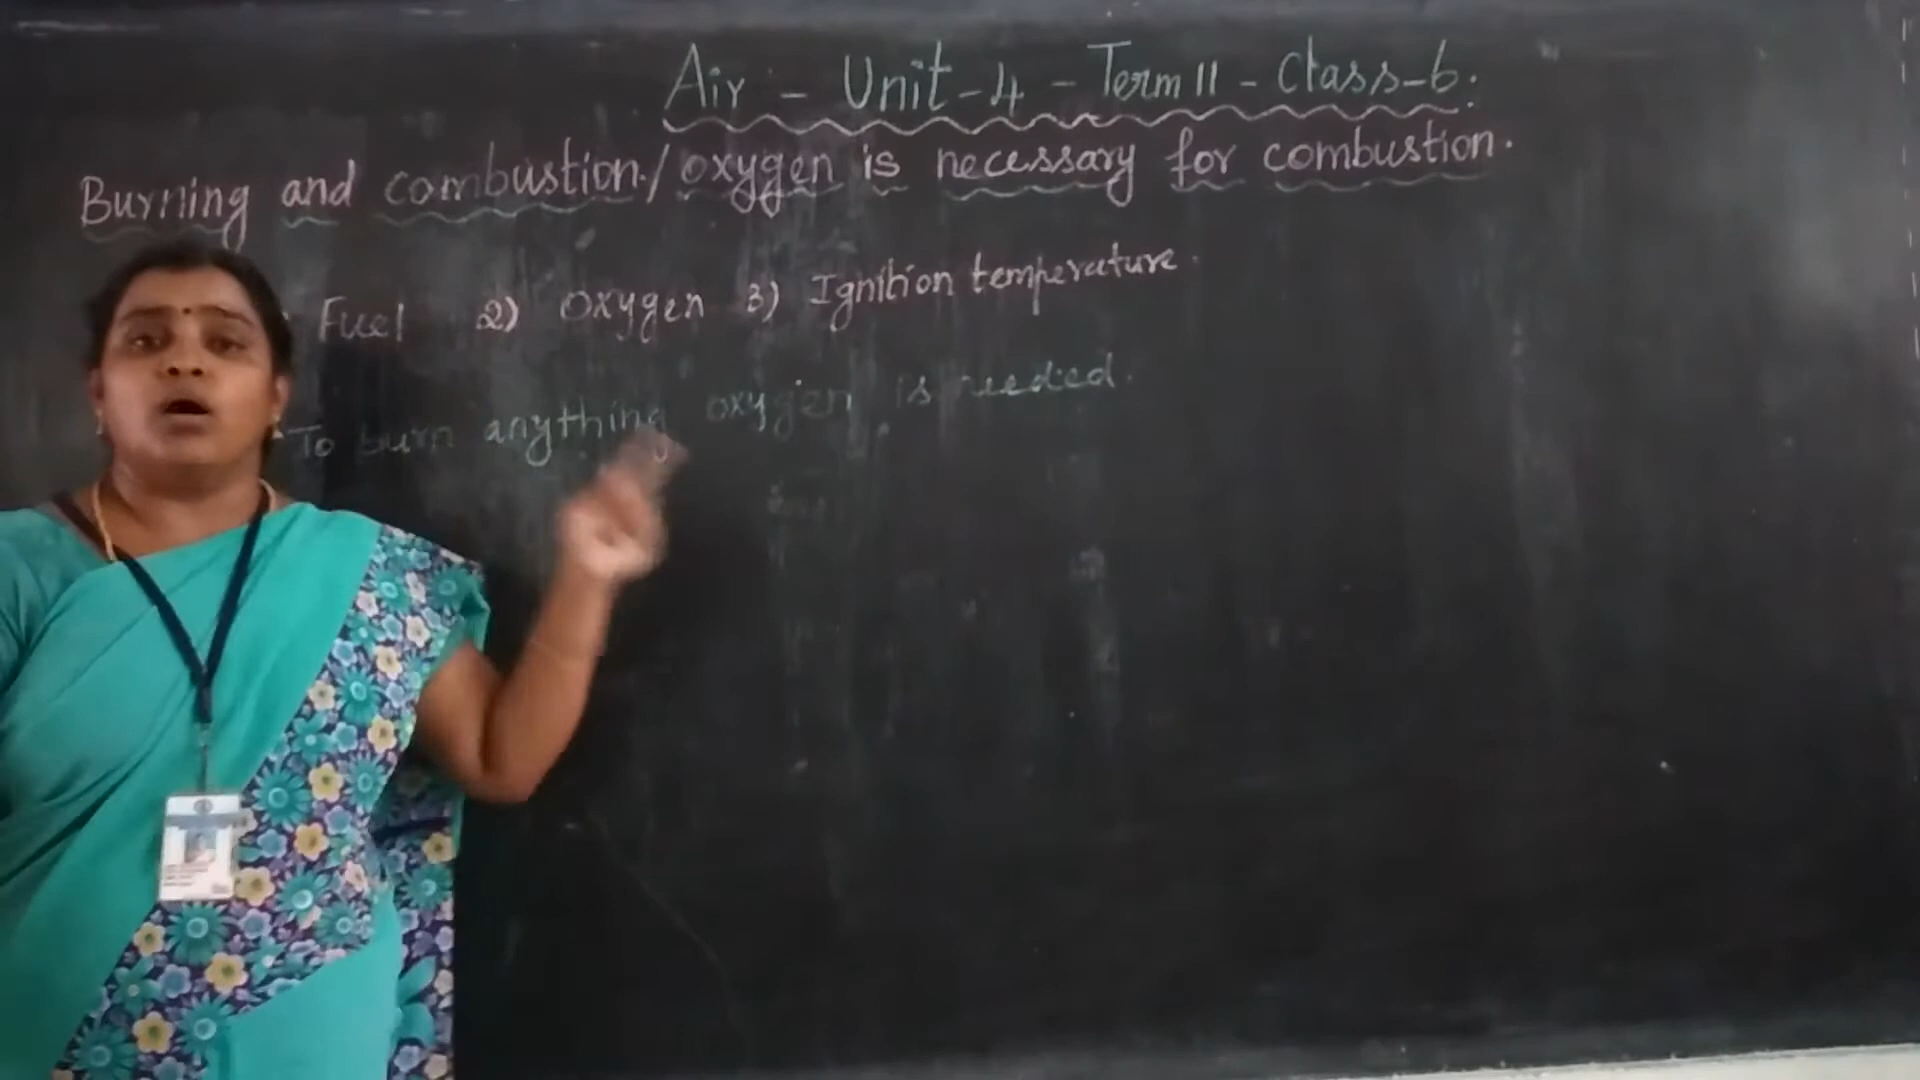 Air - Unit-4 - Term II - Class-6.
Burning and combustion./oxygen is necessary for combustion.
Fuel 2) Oxygen 3) Ignition temperature.
To burn anything oxygen is needed.